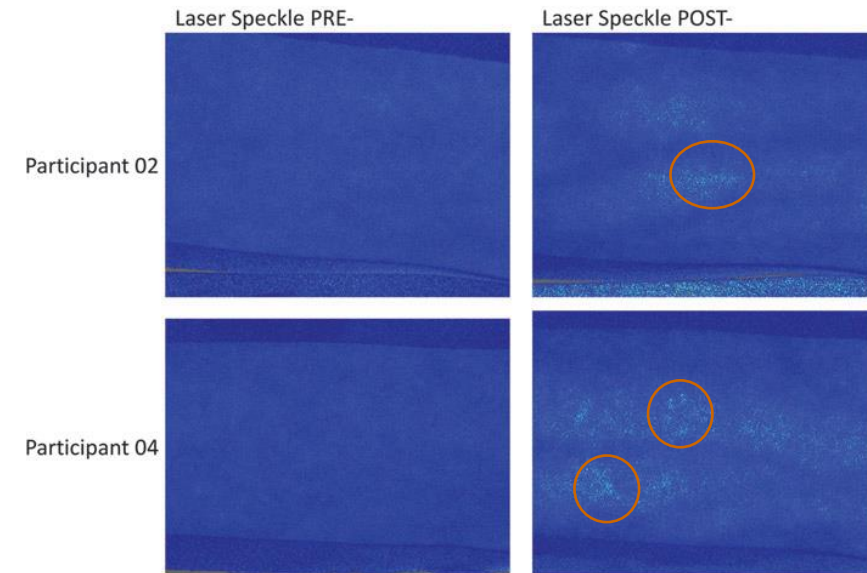 Laser Speckle PRE-
Laser Speckle POST-
Participant 02
Participant 04